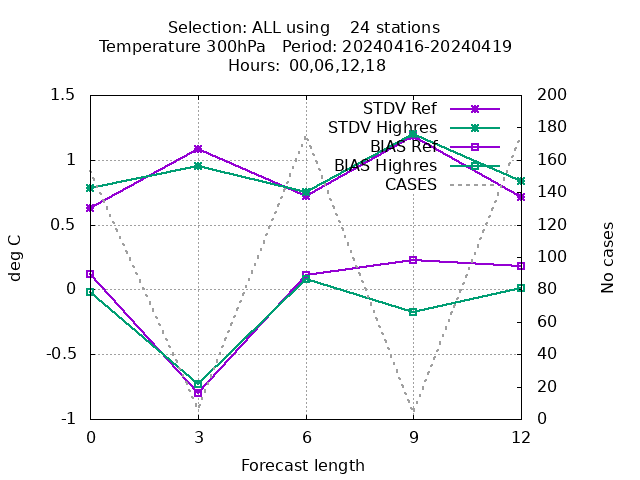 Selection: ALL using    24 stations
Temperature 300hPa   Period: 20240416-20240419
Hours: 00,06,12,18
STDV Ref
STDV Highres
BIAS Ref
BIAS Highres
CASES
1.5
1
0.5
0
-0.5
-1
deg C
200
180
160
140
120
100
80
60
40
20
0
No cases
0
3
6
9
12
Forecast length